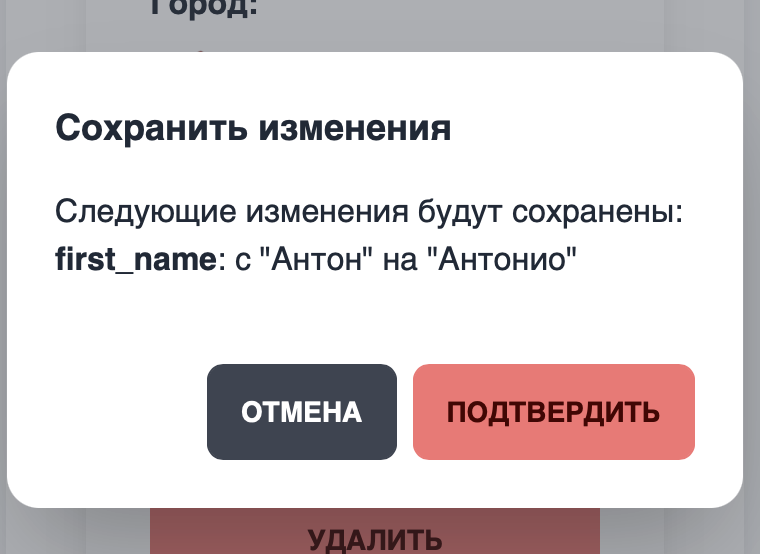 Город:
Сохранить изменения
Следующие изменения будут сохранены:
first_name: с "Антон" на "Антонио"
ОТМЕНА ПОДТВЕРДИТЬ
УДАЛИТЬ